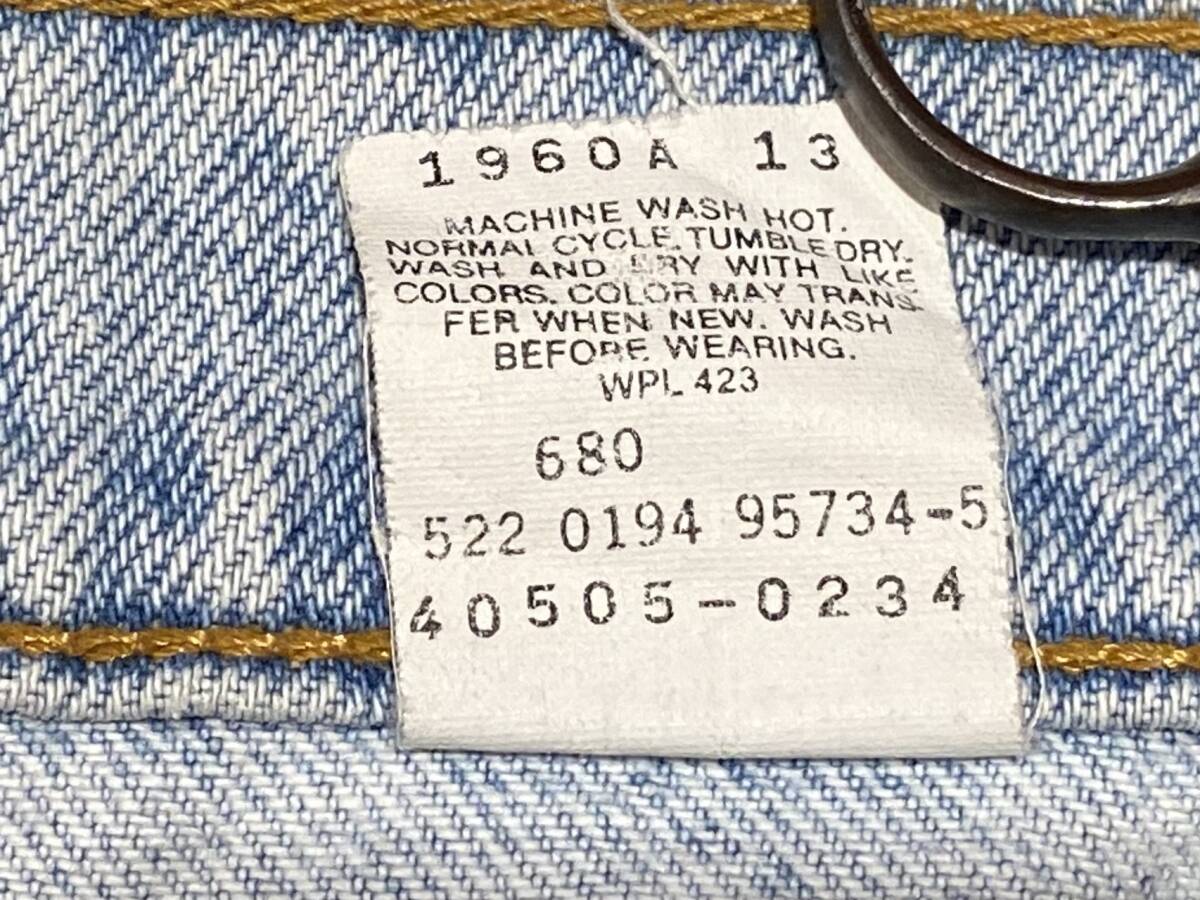 1960A 13
MACHINE WASH HOT.
NORMAL CYCLE. TUMBLE DRY.
WASH AND DRY WITH LIKE
COLORS. COLOR MAY TRANS-
FER WHEN NEW. WASH
BEFORE WEARING.
WPL 423
680
522 0194 95734-5
40505-0234